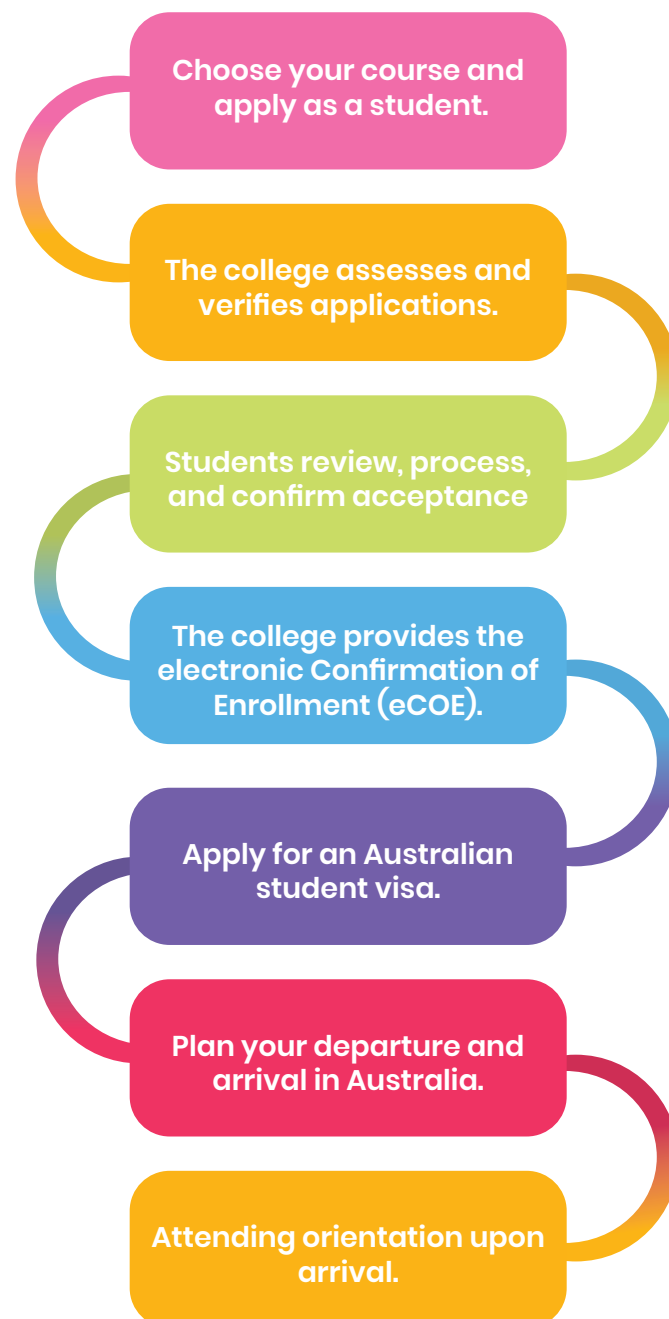 Choose your course and
apply as a student.
The college assesses and
verifies applications.
Students review, process,
and confirm acceptance
The college provides the
electronic Confirmation of
Enrollment (eCOE).
Apply for an Australian
student visa.
Plan your departure and
arrival in Australia.
Attending orientation upon
arrival.